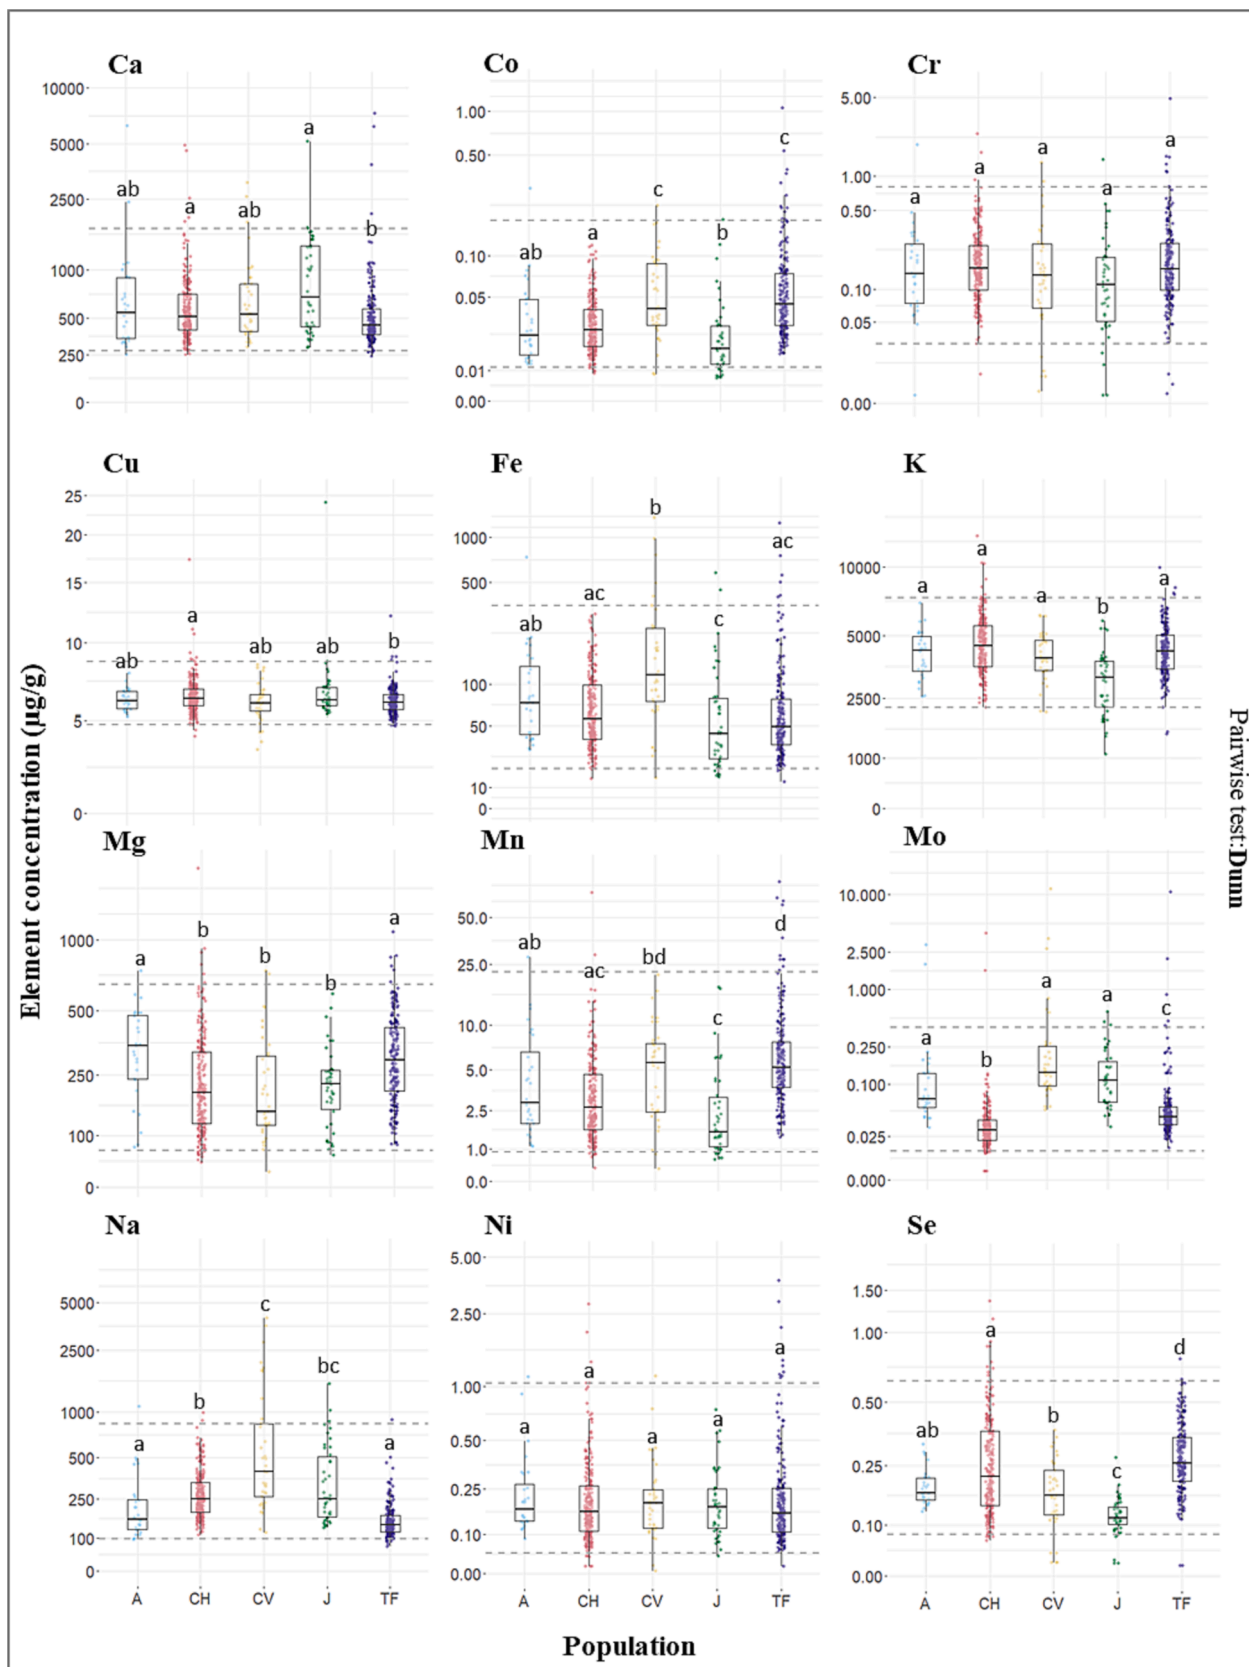 Element concentration (µg/g)
Ca
10000
5000
2500
1000
500
250
0
ab
a
ab
a
b
Co
1.00
0.50
0.10
0.05
0.01
0.00
ab
a
c
b
c
Cr
5.00
1.00
0.50
0.10
0.05
0.00
a
a
a
a
a
Cu
25
20
15
10
5
0
ab
a
ab
ab
b
Fe
1000
500
100
50
10
0
ab
ac
b
c
ac
K
10000
5000
2500
1000
0
a
a
a
b
a
Mg
1000
500
250
100
0
a
b
b
b
a
Mn
50.0
25.0
10.0
5.0
2.5
1.0
0.0
ab
ac
bd
c
d
Mo
10.000
2.500
1.000
0.250
0.100
0.025
0.000
a
b
a
a
c
Na
5000
2500
1000
500
250
100
0
a
b
c
bc
a
A CH CV J TF
Ni
5.00
2.50
1.00
0.50
0.25
0.10
0.00
a
a
a
a
a
A CH CV J TF
Se
1.50
1.00
0.50
0.25
0.10
0.00
ab
a
b
c
d
A CH CV J TF
Population
Pairwise test:Dunn